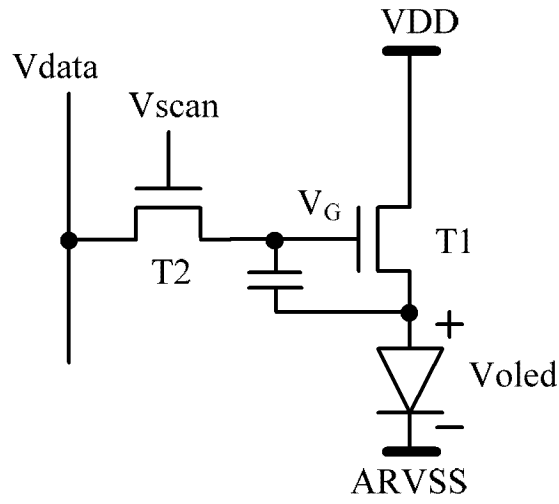 VDD
Vdata
Vscan
VG
T1
T2
+
Voled
−
ARVSS